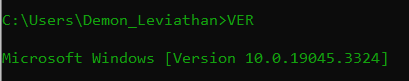 C:\Users\Demon_Leviathan>VER
Microsoft Windows [Version 10.0.19045.3324]